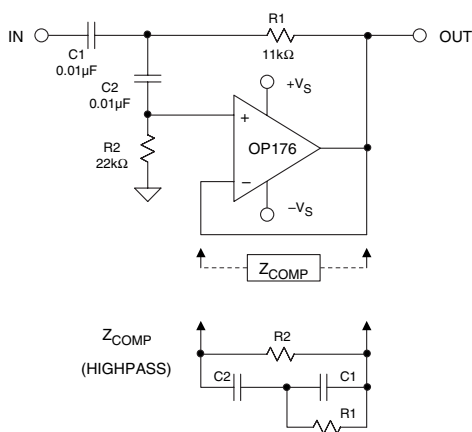 IN
C1
0.01µF
R1
11kΩ
OUT
C2
0.01µF
R2
22kΩ
+VS
+
OP176
−
−VS
ZCOMP
ZCOMP
(HIGHPASS)
R2
C2
C1
R1